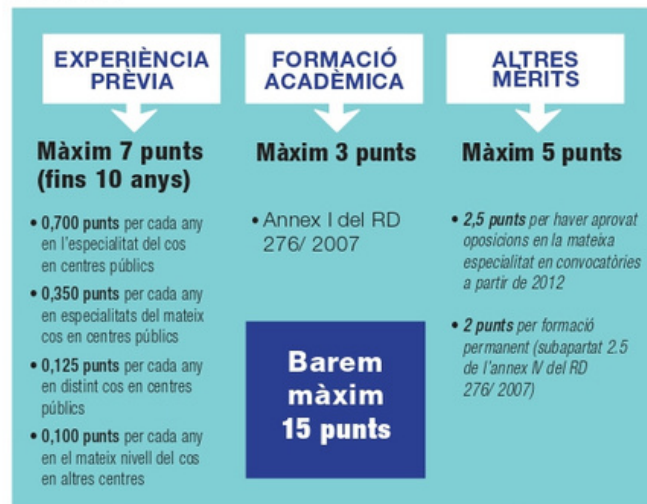 EXPERIÈNCIA
PRÈVIA
Màxim 7 punts
(fins 10 anys)
• 0,700 punts per cada any
en l'especialitat del cos
en centres públics
• 0,350 punts per cada any
en especialitats del mateix
cos en centres públics
• 0,125 punts per cada any
en distint cos en centres
públics
• 0,100 punts per cada any
en el mateix nivell del cos
en altres centres
FORMACIÓ
ACADÈMICA
Màxim 3 punts
• Annex I del RD
276/ 2007
Barem
màxim
15 punts
ALTRES
MÈRITS
Màxim 5 punts
• 2,5 punts per haver aprovat
oposicions en la mateixa
especialitat en convocatòries
a partir de 2012
• 2 punts per formació
permanent (subapartat 2.5
de l'annex IV del RD
276/ 2007)